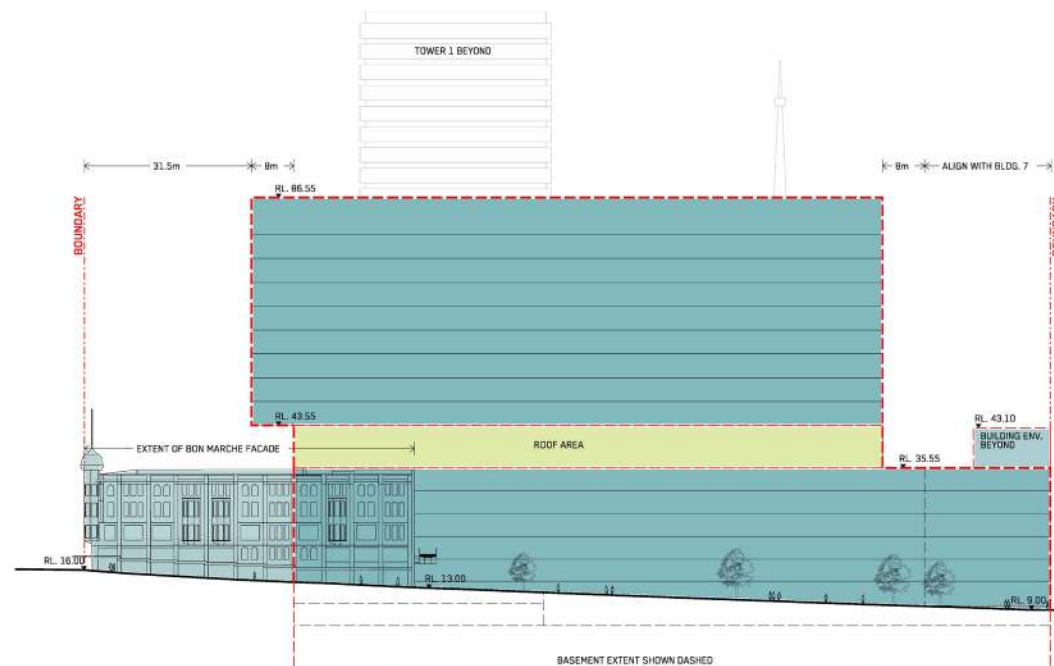 TOWER 1 BEYOND
31.5m
8m
8m
ALIGN WITH BLDG. 7
BOUNDARY
RL. 86.55
RL. 43.55
RL. 43.10
EXTENT OF BON MARCHE FACADE
ROOF AREA
BUILDING ENV.
BEYOND
RL 35.55
RL. 16.00
RL. 13.00
RL. 9.00
BASEMENT EXTENT SHOWN DASHED